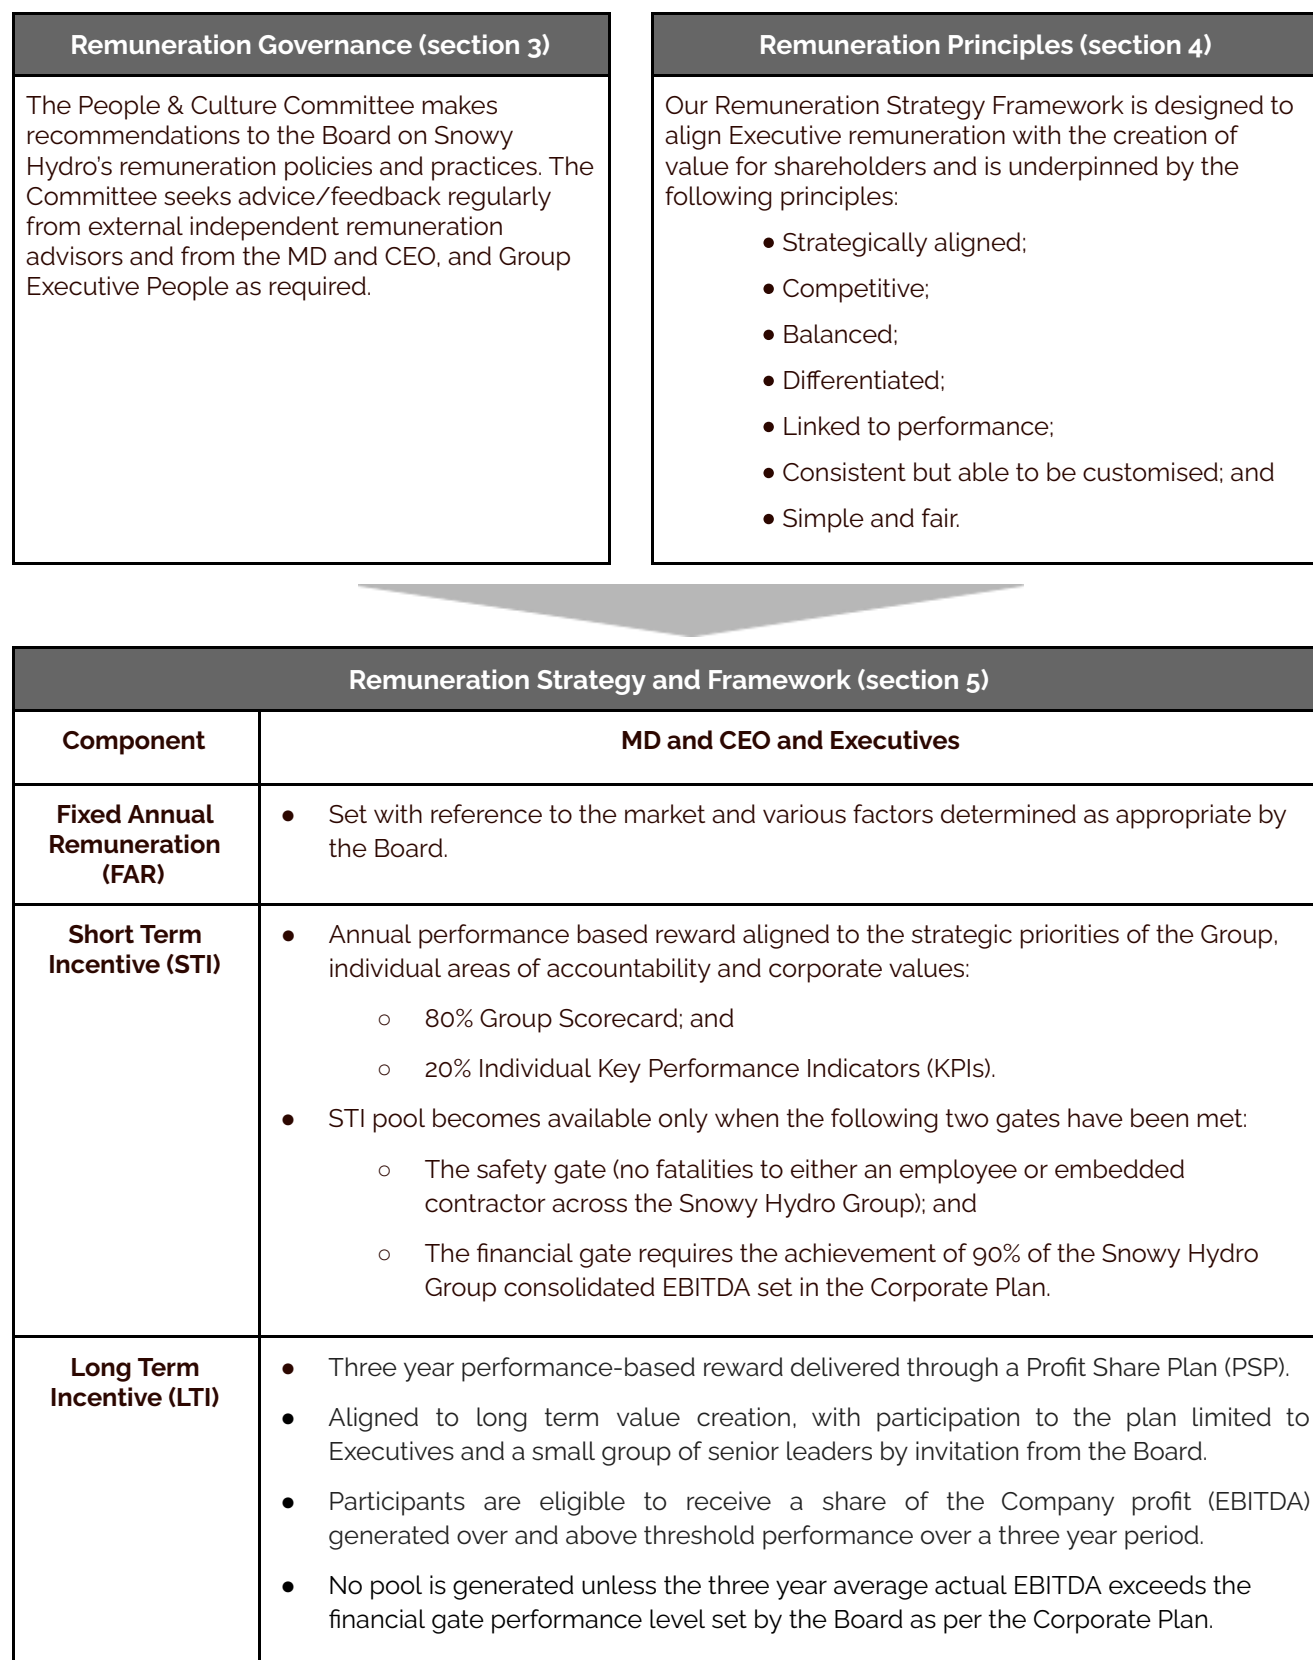 Remuneration Governance (section 3)
The People & Culture Committee makes
recommendations to the Board on Snowy
Hydro's remuneration policies and practices. The
Committee seeks advice/feedback regularly
from external independent remuneration
advisors and from the MD and CEO, and Group
Executive People as required.
Remuneration Principles (section 4)
Our Remuneration Strategy Framework is designed to
align Executive remuneration with the creation of
value for shareholders and is underpinned by the
following principles:
● Strategically aligned;
● Competitive;
● Balanced;
● Differentiated;
● Linked to performance;
● Consistent but able to be customised; and
● Simple and fair.
Remuneration Strategy and Framework (section 5)
Component
MD and CEO and Executives
Fixed Annual
Remuneration
(FAR)
● Set with reference to the market and various factors determined as appropriate by
the Board.
Short Term
Incentive (STI)
● Annual performance based reward aligned to the strategic priorities of the Group,
individual areas of accountability and corporate values:
○ 80% Group Scorecard; and
○ 20% Individual Key Performance Indicators (KPIs).
● STI pool becomes available only when the following two gates have been met:
○ The safety gate (no fatalities to either an employee or embedded
contractor across the Snowy Hydro Group); and
○ The financial gate requires the achievement of 90% of the Snowy Hydro
Group consolidated EBITDA set in the Corporate Plan.
Long Term
Incentive (LTI)
● Three year performance-based reward delivered through a Profit Share Plan (PSP).
● Aligned to long term value creation, with participation to the plan limited to
Executives and a small group of senior leaders by invitation from the Board.
● Participants are eligible to receive a share of the Company profit (EBITDA)
generated over and above threshold performance over a three year period.
● No pool is generated unless the three year average actual EBITDA exceeds the
financial gate performance level set by the Board as per the Corporate Plan.